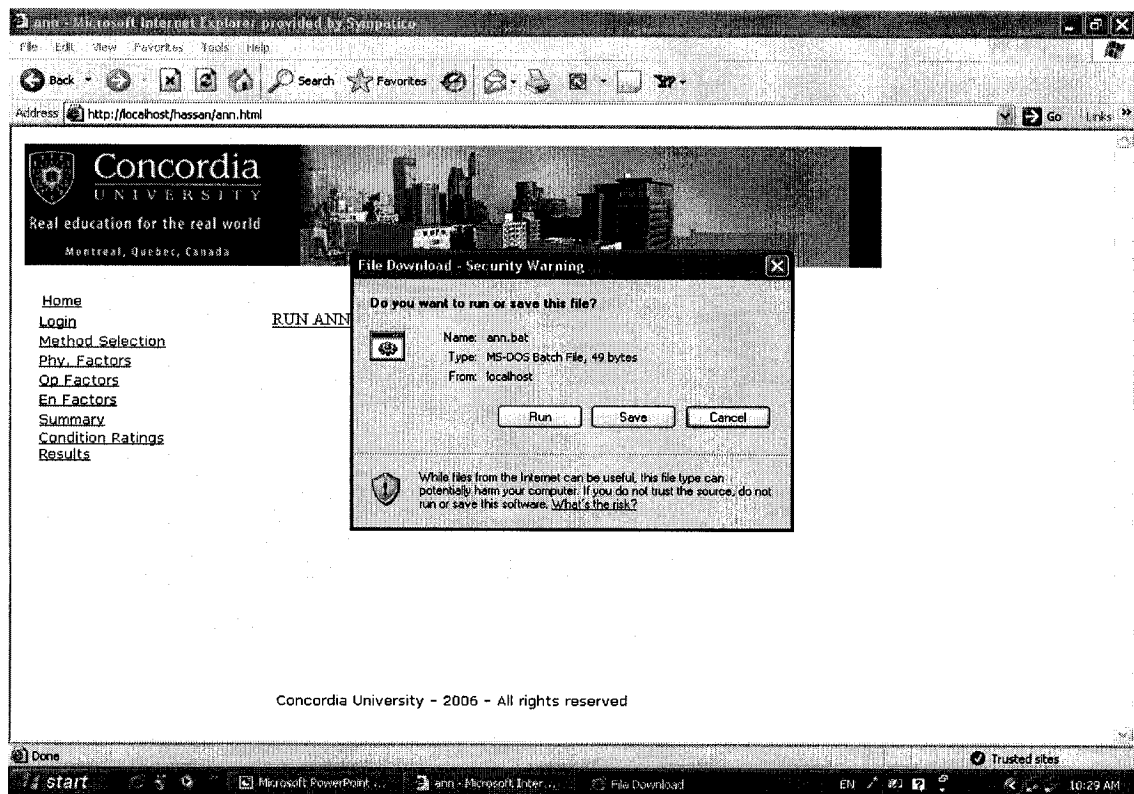 ann - Microsoft Internet Explorer provided by Sympatico
File Edit View Favorites Tools Help
Back Search Favorites
Address http://localhost/hassan/ann.html Go Links »
Concordia
UNIVERSITY
Real education for the real world
Montreal, Quebec, Canada
Home
Login
Method Selection
Phy. Factors
Op Factors
En Factors
Summary
Condition Ratings
Results
RUN ANN
File Download - Security Warning
Do you want to run or save this file?
Name: ann.bat
Type: MS-DOS Batch File, 49 bytes
From: localhost
Run Save Cancel
While files from the Internet can be useful, this file type can
potentially harm your computer. If you do not trust the source, do not
run or save this software. What's the risk?
Concordia University - 2006 - All rights reserved
Done Trusted sites
start Microsoft PowerPoint ... ann - Microsoft Inter... File Download EN 10:29 AM